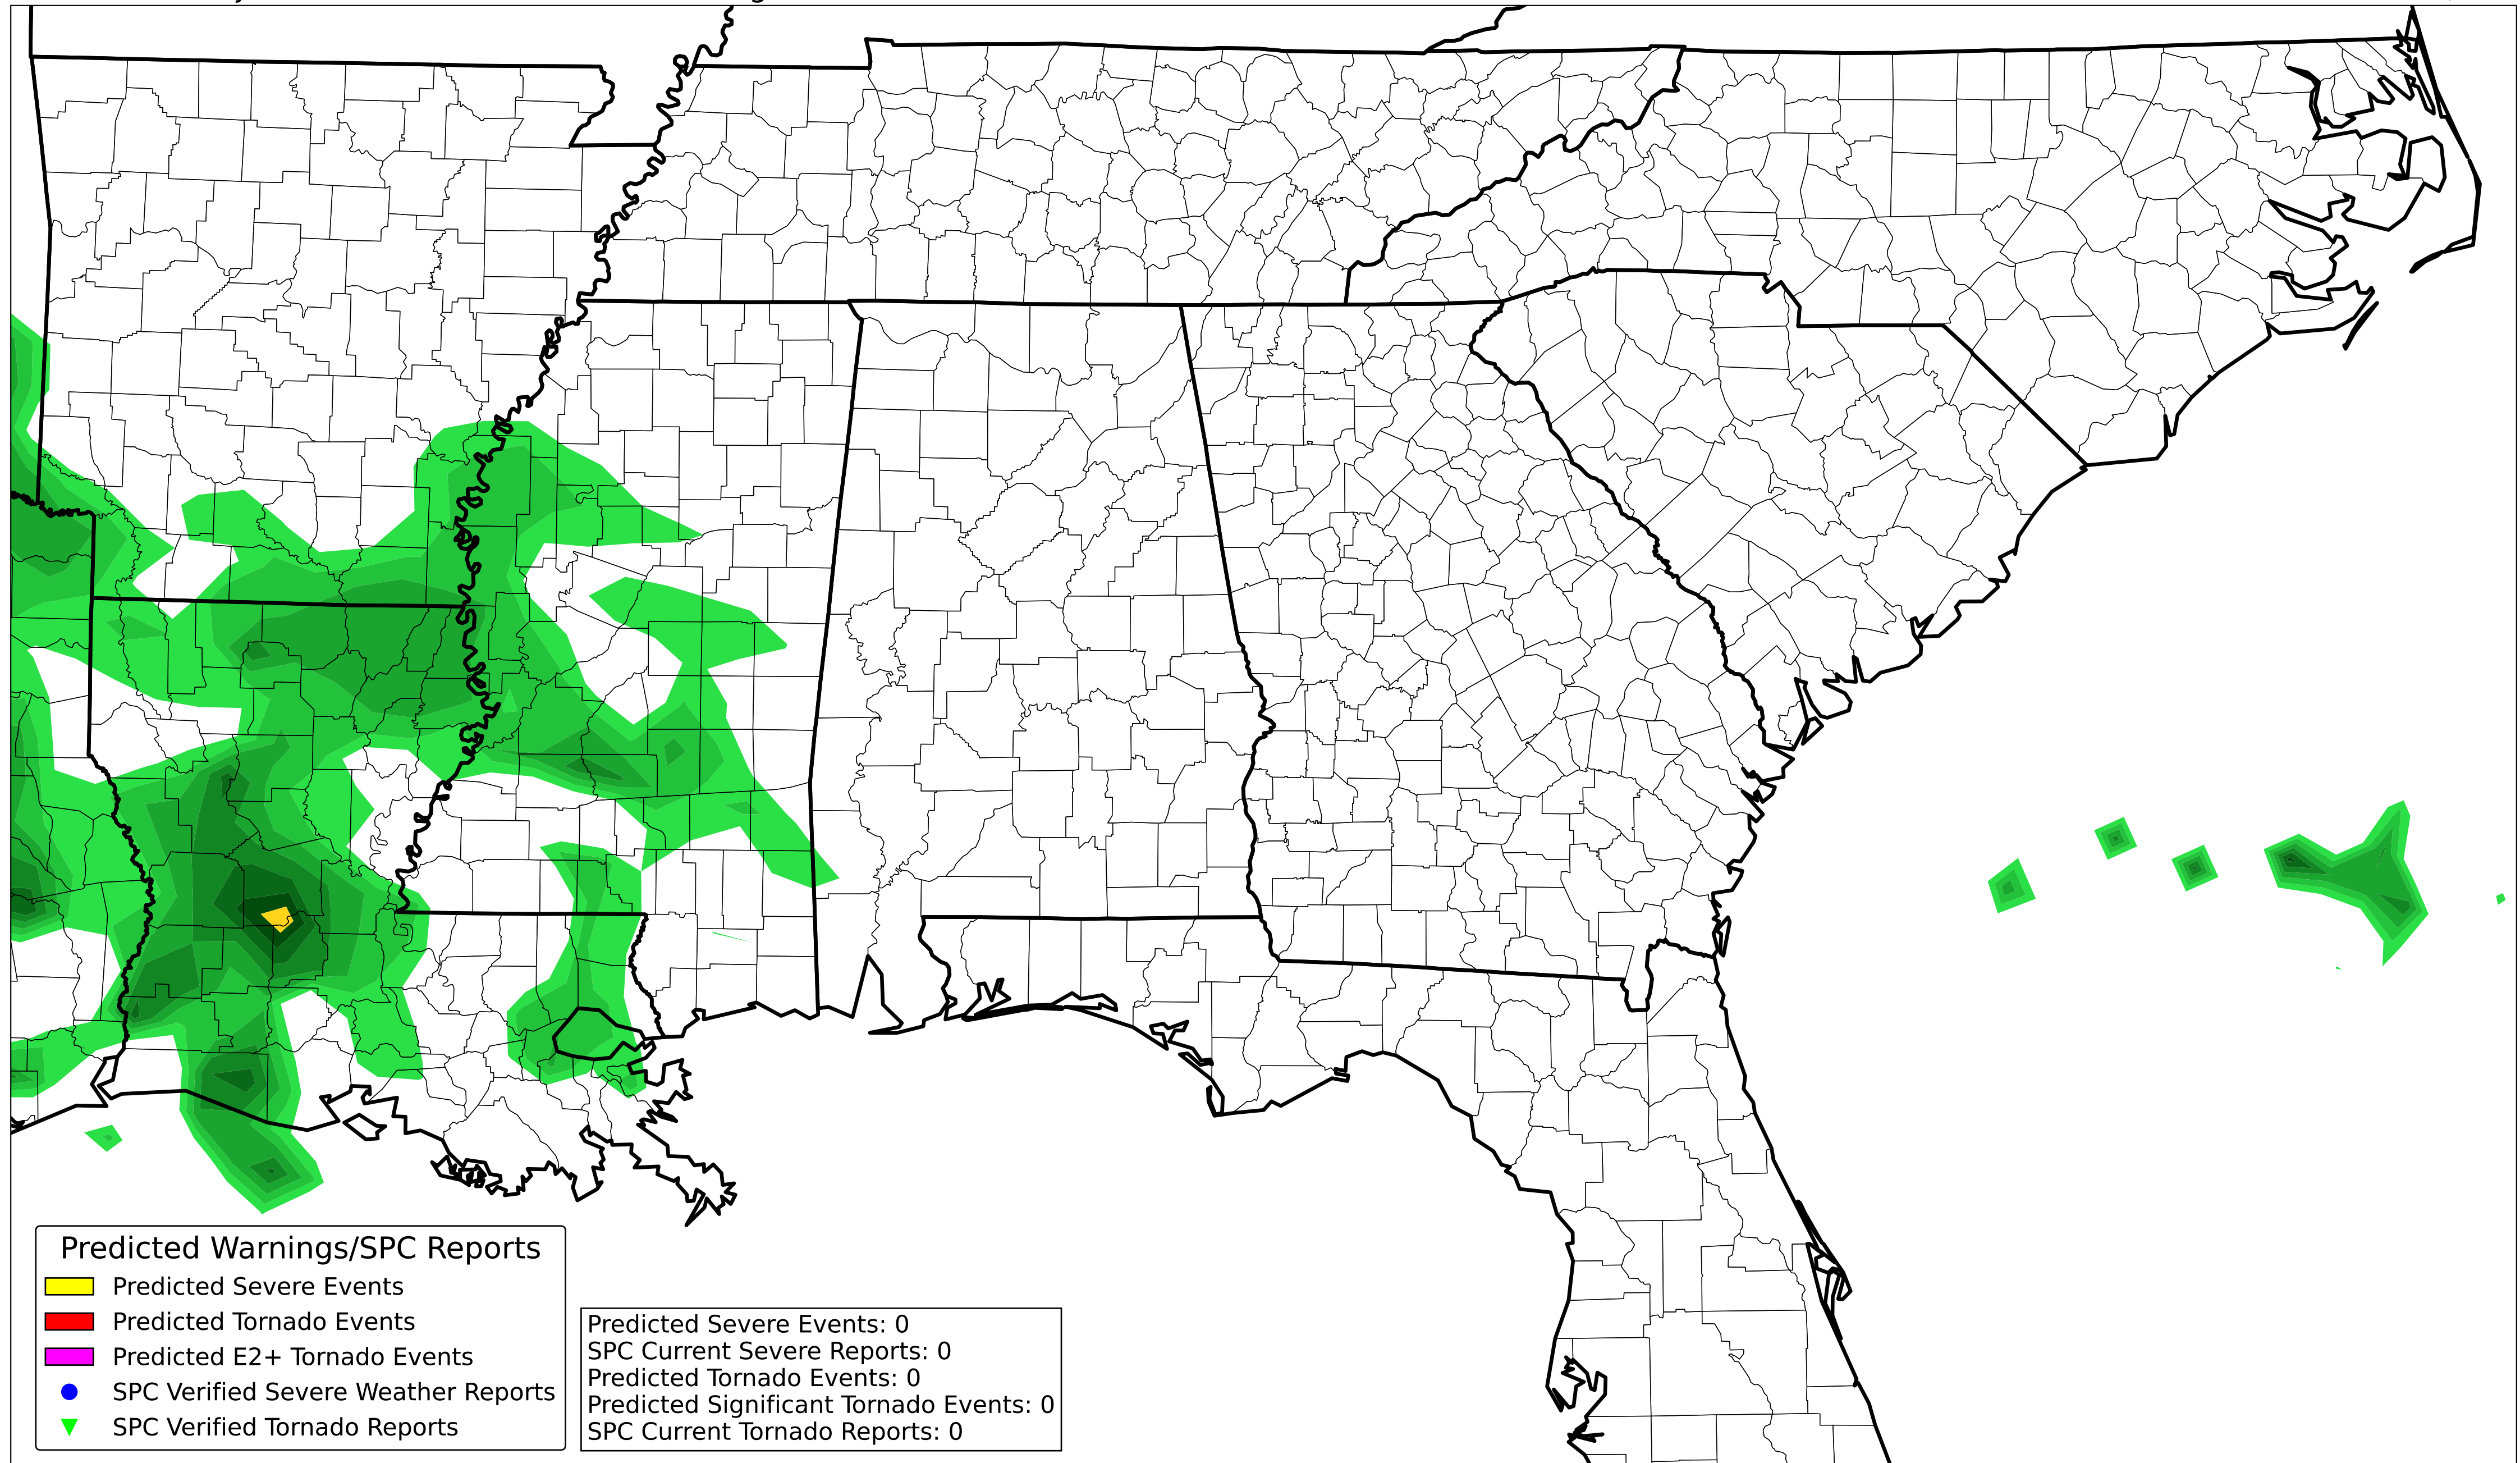 Predicted Warnings/SPC Reports
Predicted Severe Events
Predicted Tornado Events
Predicted E2+ Tornado Events
SPC Verified Severe Weather Reports
SPC Verified Tornado Reports
Predicted Severe Events: 0
SPC Current Severe Reports: 0
Predicted Tornado Events: 0
Predicted Significant Tornado Events: 0
SPC Current Tornado Reports: 0